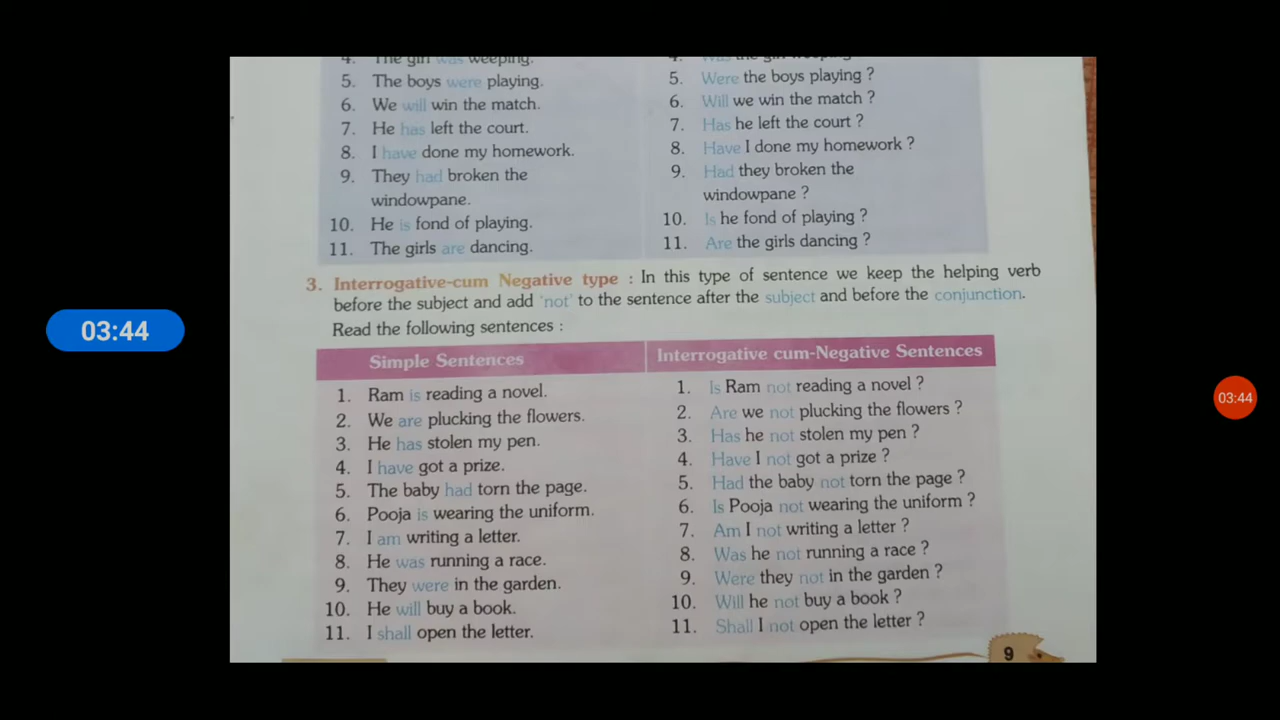 4. The girl was weeping.
5. The boys were playing.
6. We will win the match.
7. He has left the court.
8. I have done my homework.
9. They had broken the
windowpane.
10. He is fond of playing.
11. The girls are dancing.
4. Was the girl weeping
5. Were the boys playing ?
6. Will we win the match ?
7. Has he left the court ?
8. Have I done my homework ?
9. Had they broken the
windowpane ?
10. Is he fond of playing ?
11. Are the girls dancing ?
3. Interrogative-cum Negative type : In this type of sentence we keep the helping verb
before the subject and add 'not' to the sentence after the subject and before the conjunction.
Read the following sentences :
Simple Sentences
1. Ram is reading a novel.
2. We are plucking the flowers.
3. He has stolen my pen.
4. I have got a prize.
5. The baby had torn the page.
6. Pooja is wearing the uniform.
7. I am writing a letter.
8. He was running a race.
9. They were in the garden.
10. He will buy a book.
11. I shall open the letter.
Interrogative cum-Negative Sentences
1. Is Ram not reading a novel ?
2. Are we not plucking the flowers ?
3. Has he not stolen my pen ?
4. Have I not got a prize ?
5. Had the baby not torn the page ?
6. Is Pooja not wearing the uniform ?
7. Am I not writing a letter ?
8. Was he not running a race ?
9. Were they not in the garden ?
10. Will he not buy a book ?
11. Shall I not open the letter ?
9
03:44
03:44